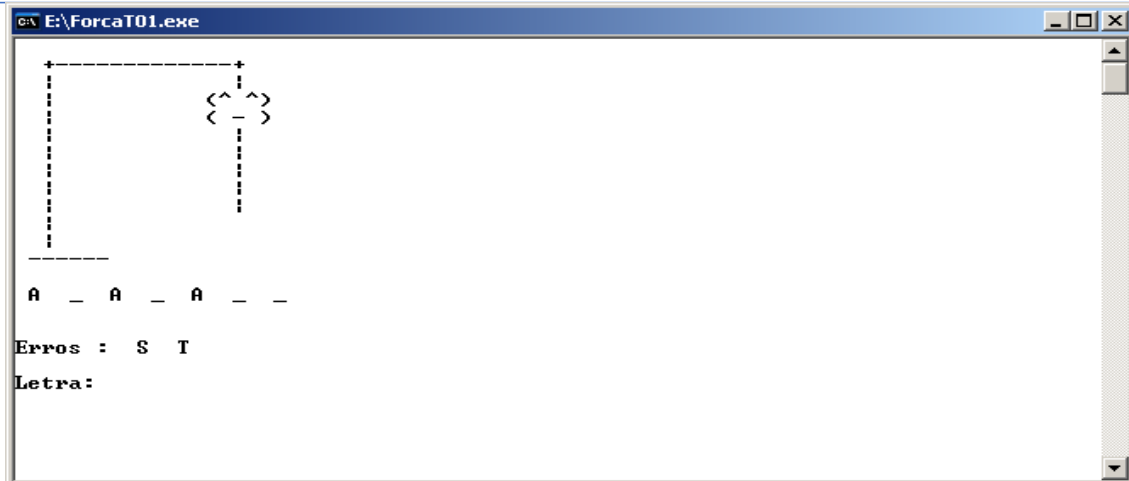 E:\ForcaT01.exe
+--------------+
(^ ^)
( - )
------
A _ A _ A _ _
Erros : S T
Letra: